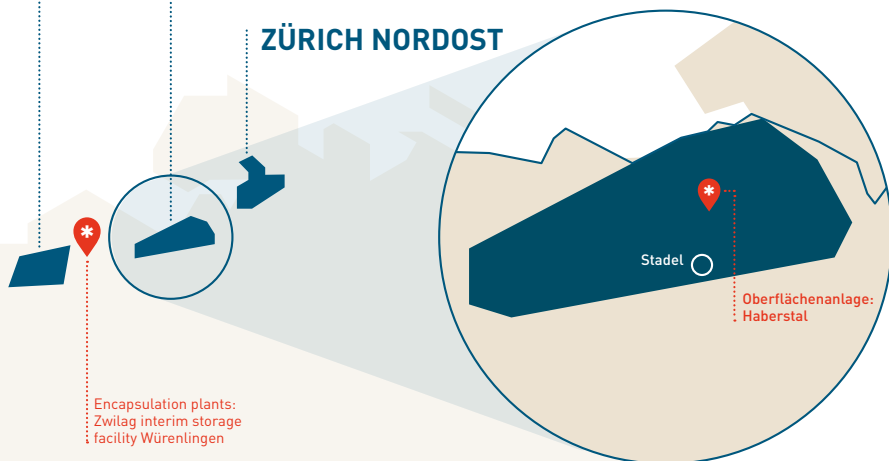 ZÜRICH NORDOST
Stadel
Oberflächenanlage:
Haberstal
Encapsulation plants:
Zwilag interim storage
facility Würenlingen